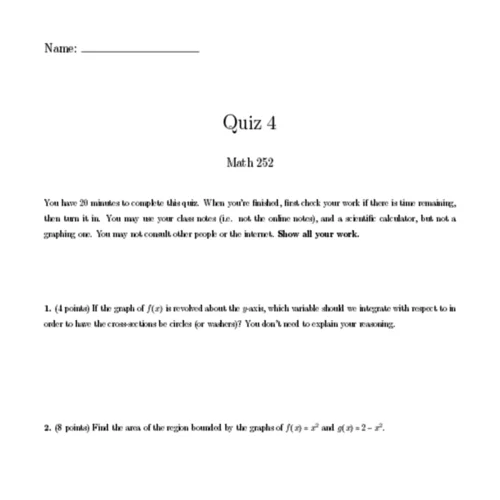 Name:
Quiz 4
Math 252
You have 20 minutes to complete this quiz. When you're finished, first check your work if there is time remaining,
then turn it in. You may use your class notes (i.e. not the online notes), and a scientific calculator, but not a
graphing one. You may not consult other people or the internet. Show all your work.
1. (4 points) If the graph of f(x) is revolved about the y-axis, which variable should we integrate with respect to in
order to have the cross-sections be circles (or washers)? You don't need to explain your reasoning.
2. (8 points) Find the area of the region bounded by the graphs of f(x) = x² and g(x) = 2 − x².